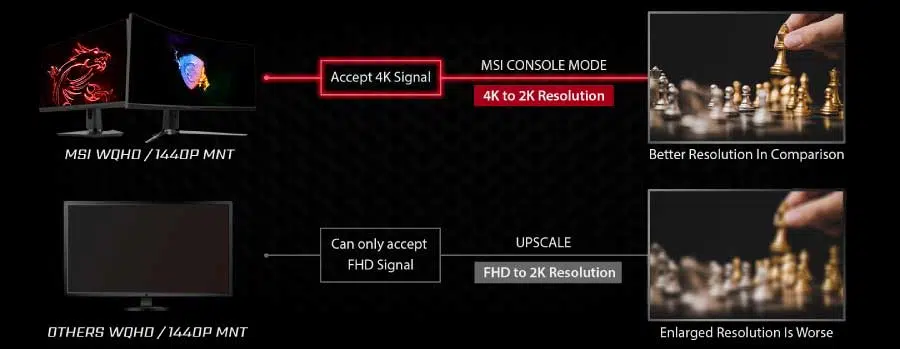 Accept 4K Signal
MSI CONSOLE MODE
4K to 2K Resolution
MSI WQHD / 1440P MNT
Better Resolution In Comparison
Can only accept
FHD Signal
UPSCALE
FHD to 2K Resolution
OTHERS WQHD / 1440P MNT
Enlarged Resolution Is Worse